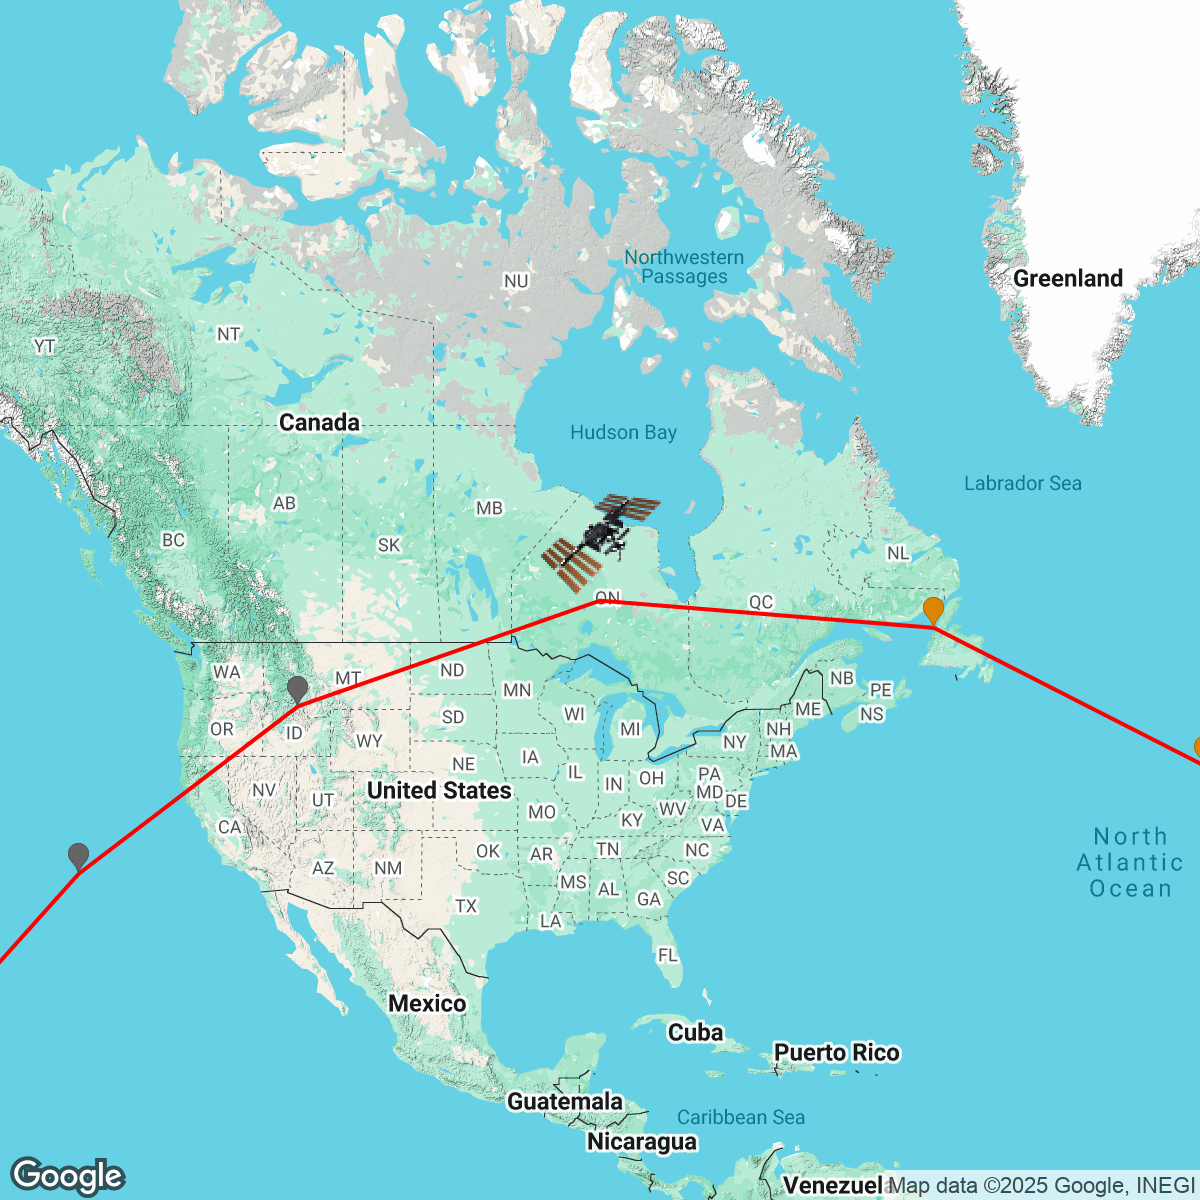 Northwestern
Passages
NU
Greenland
NT
YT
Canada
Hudson Bay
Labrador Sea
AB
MB
BC
SK
NL
ON
QC
WA
MT
ND
MN
NB
PE
OR
ID
SD
WI
MI
ME
NS
WY
NY
NH
MA
NV
UT
NE
IA
IL
IN
OH
PA
United States
MD
DE
CA
MO
KY
WV
VA
North
Atlantic
Ocean
AZ
NM
OK
AR
TN
NC
MS
AL
GA
SC
TX
LA
FL
Mexico
Cuba
Puerto Rico
Guatemala
Caribbean Sea
Nicaragua
Google
Venezuel
Map data ©2025 Google, INEGI